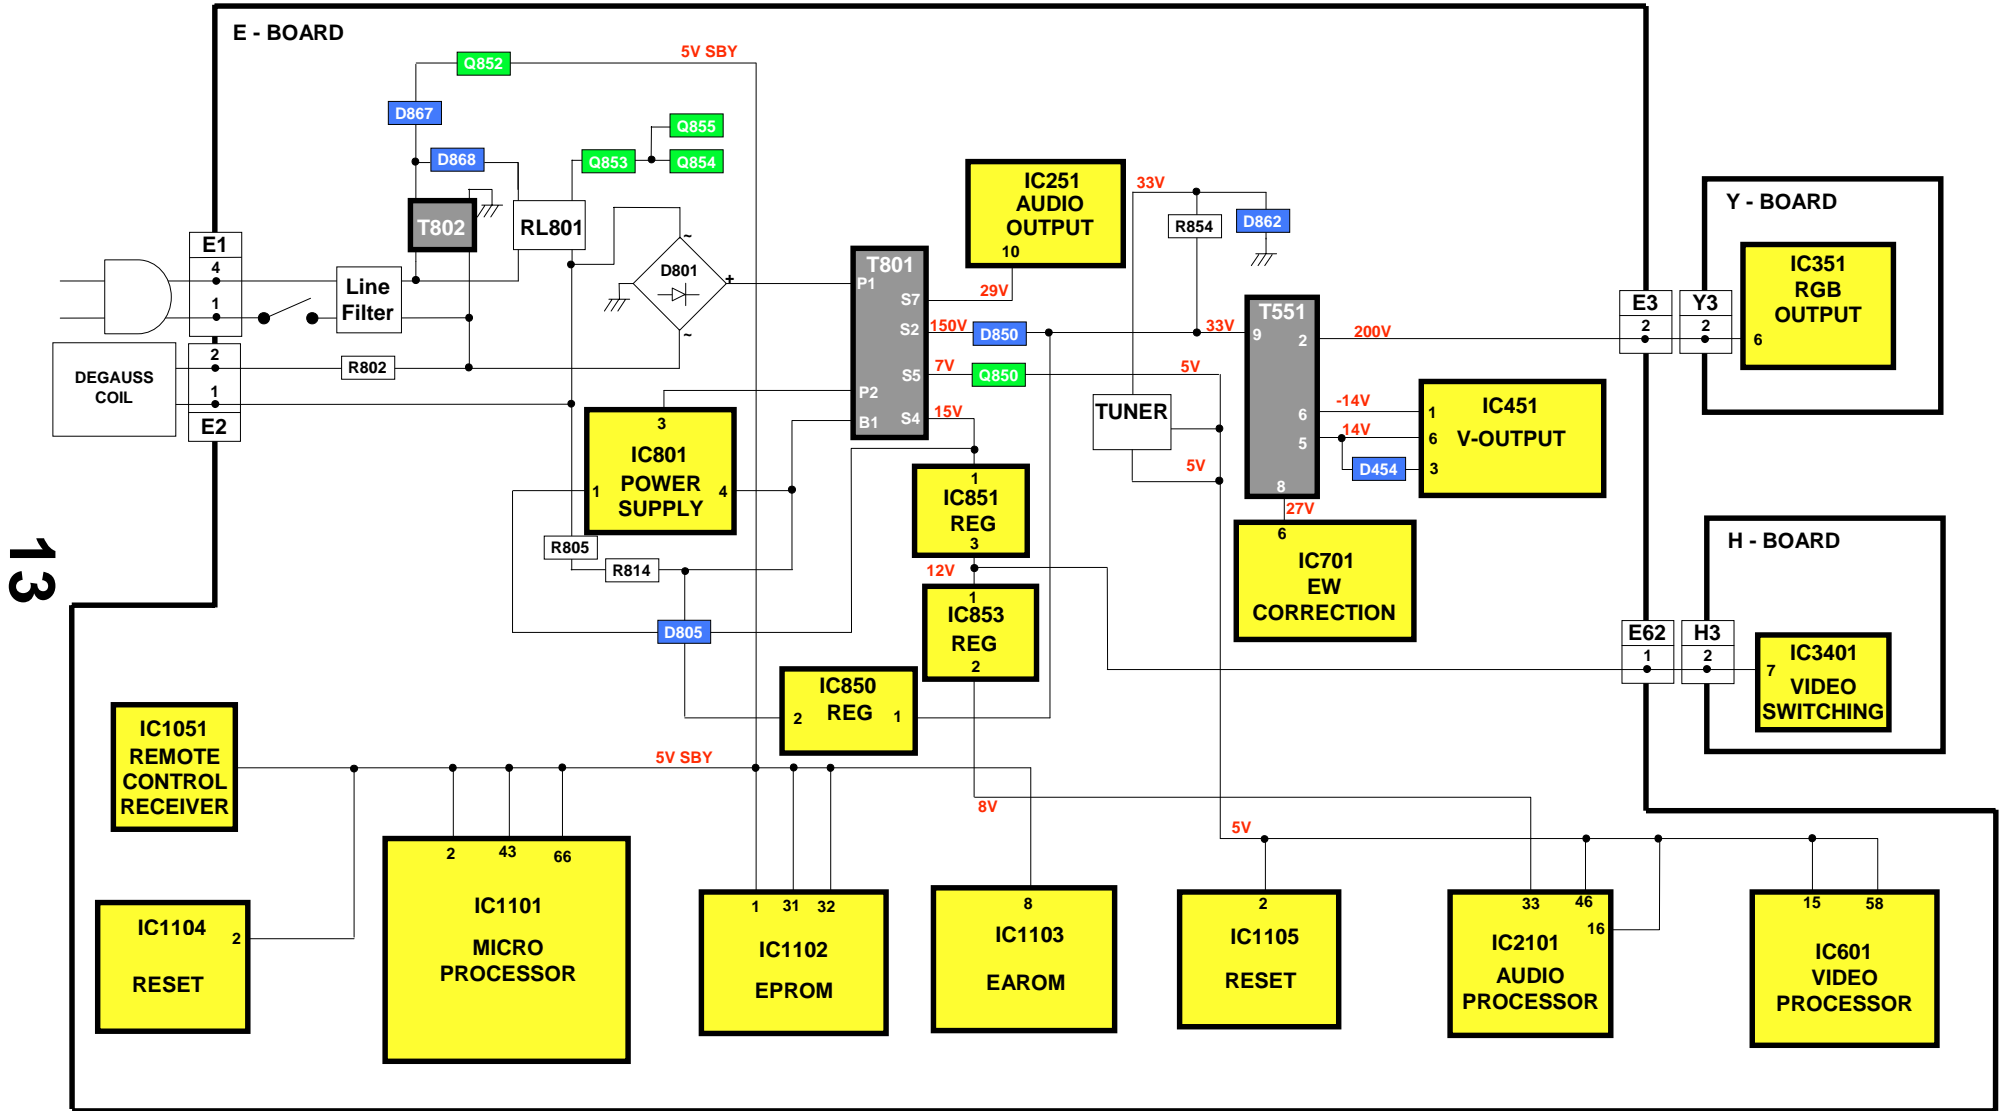 E - BOARD
Q852
5V SBY
D867
D868
Q855
Q853
Q854
T802
RL801
E1
4
1
Line
Filter
DEGAUSS
COIL
2
1
E2
R802
~
D801
+
~
T801
P1
S7
S2
S5
P2
B1
S4
29V
150V
D850
7V
Q850
15V
IC251
AUDIO
OUTPUT
10
33V
R854
D862
33V
5V
TUNER
5V
T551
9
2
6
5
8
200V
-14V
14V
D454
27V
IC451
V-OUTPUT
1
6
3
6
IC701
EW
CORRECTION
E3
2
Y3
2
Y - BOARD
IC351
RGB
OUTPUT
6
3
IC801
POWER
SUPPLY
1
4
R805
R814
D805
1
IC851
REG
3
12V
1
IC853
REG
2
IC850
REG
2
1
H - BOARD
E62
1
H3
2
IC3401
7
VIDEO
SWITCHING
13
IC1051
REMOTE
CONTROL
RECEIVER
5V SBY
8V
5V
IC1104
2
RESET
2
43
66
IC1101
MICRO
PROCESSOR
1
31
32
IC1102
EPROM
8
IC1103
EAROM
2
IC1105
RESET
33
46
16
IC2101
AUDIO
PROCESSOR
15
58
IC601
VIDEO
PROCESSOR